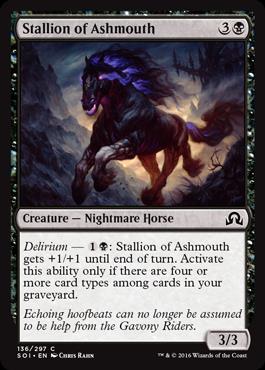 Stallion of Ashmouth 3
Creature — Nightmare Horse
Delirium — 1 : Stallion of Ashmouth
gets +1/+1 until end of turn. Activate
this ability only if there are four or
more card types among cards in your
graveyard.
Echoing hoofbeats can no longer be assumed
to be help from the Gavony Riders.
3/3
136/297 C
SOI • EN Chris Rahn
™ & © 2016 Wizards of the Coast